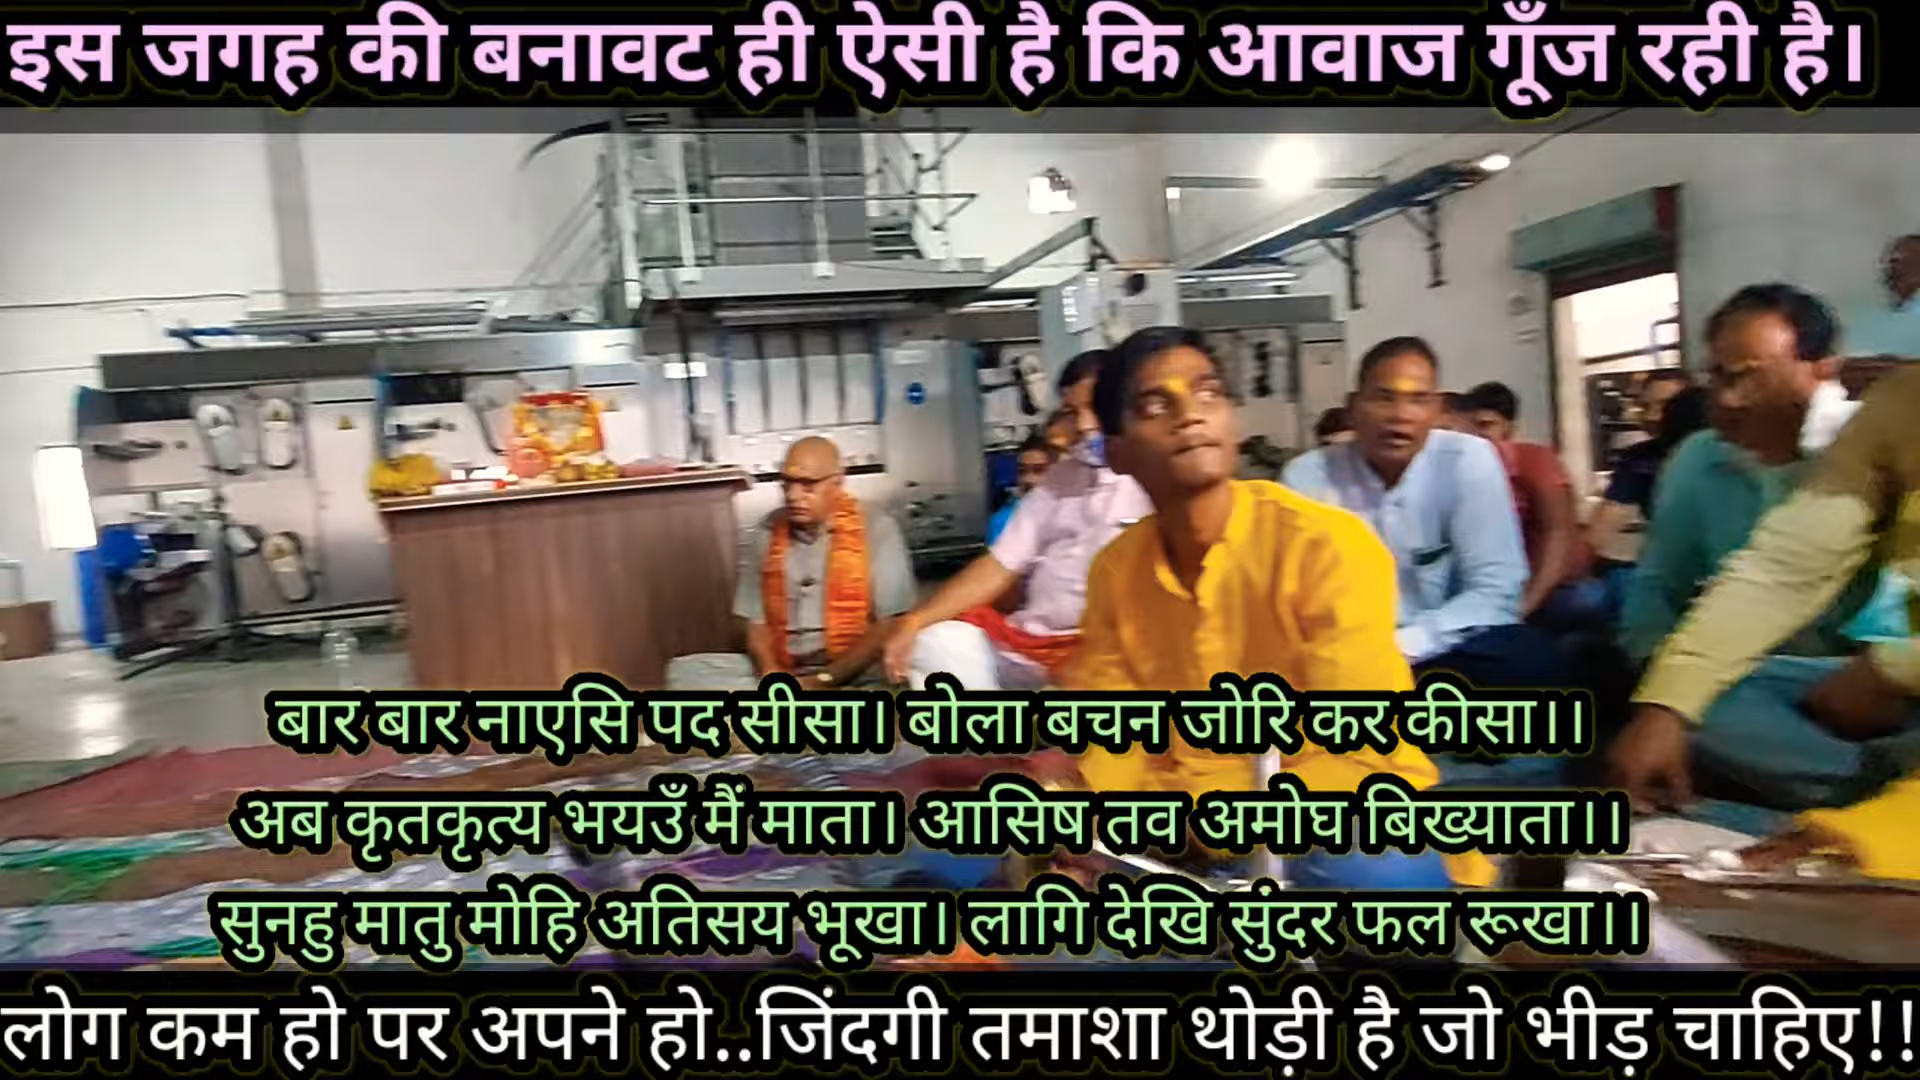 इस जगह की बनावट ही ऐसी है कि आवाज गूँज रही है।
बार बार नाएसि पद सीसा। बोला बचन जोरि कर कीसा।।
अब कृतकृत्य भयउँ मैं माता। आसिष तव अमोघ बिख्याता।।
सुनहु मातु मोहि अतिसय भूखा। लागि देखि सुंदर फल रूखा।।
लोग कम हो पर अपने हो..जिंदगी तमाशा थोड़ी है जो भीड़ चाहिए!!